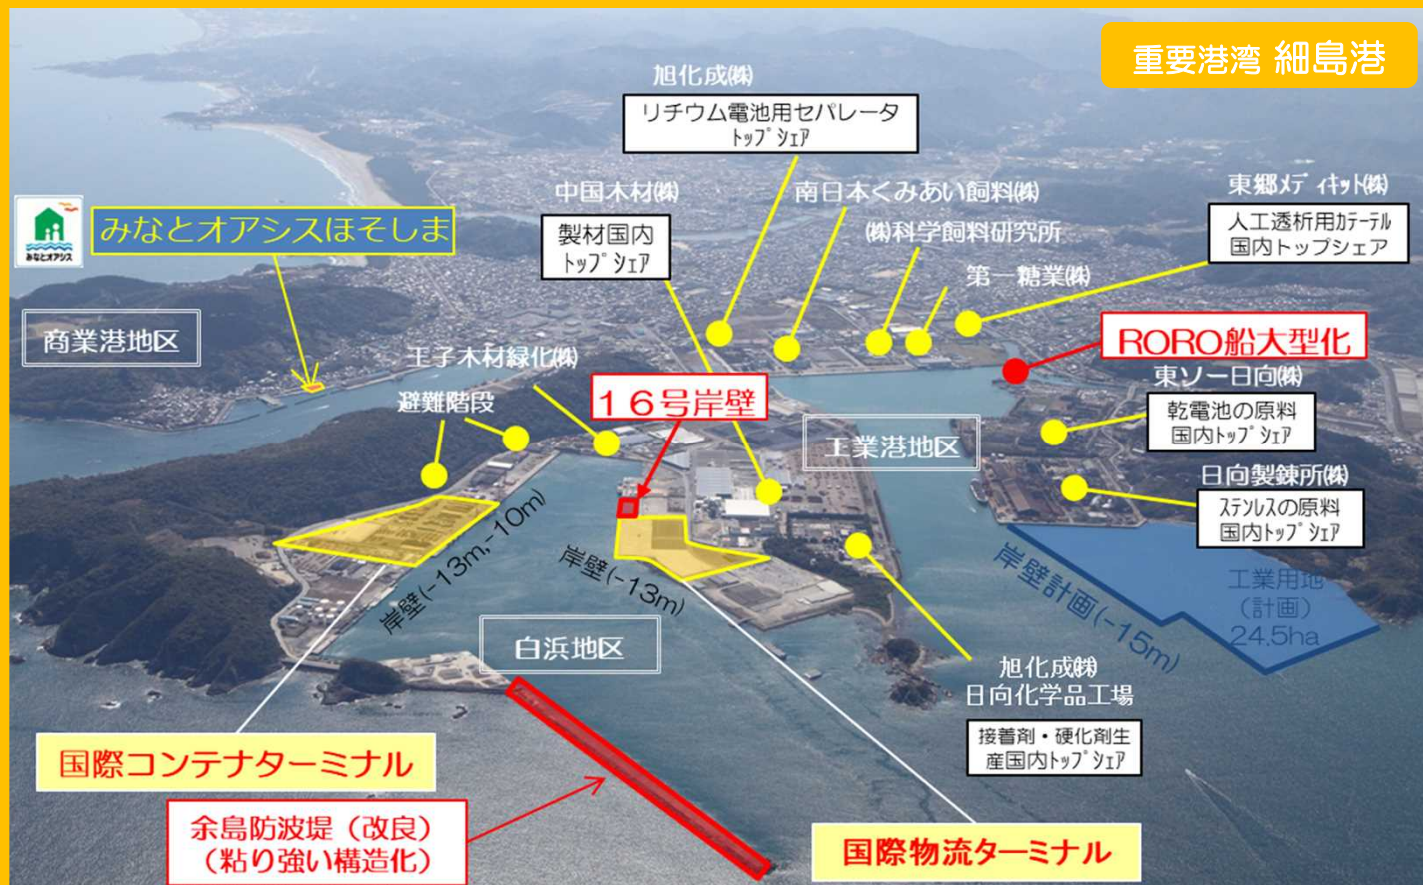 重要港湾 細島港
旭化成㈱
リチウム電池用セパレータ
ﾄｯﾌﾟｼｪｱ
中国木材㈱
製材国内
ﾄｯﾌﾟｼｪｱ
南日本くみあい飼料㈱
㈱科学飼料研究所
第一糖業㈱
東郷ﾒﾃﾞｨｷｯﾄ㈱
人工透析用ｶﾃｰﾃﾙ
国内トップシェア
みなとオアシス
みなとオアシスほそしま
商業港地区
王子木材緑化㈱
避難階段
16号岸壁
RORO船大型化
東ソー日向㈱
乾電池の原料
国内ﾄｯﾌﾟｼｪｱ
工業港地区
日向製錬所㈱
ｽﾃﾝﾚｽの原料
国内ﾄｯﾌﾟｼｪｱ
岸壁(-13m,-10m)
岸壁(-13m)
岸壁計画(-15m)
工業用地
(計画)
24.5ha
白浜地区
旭化成㈱
日向化学品工場
接着剤・硬化剤生
産国内ﾄｯﾌﾟｼｪｱ
国際コンテナターミナル
余島防波堤（改良）
（粘り強い構造化）
国際物流ターミナル